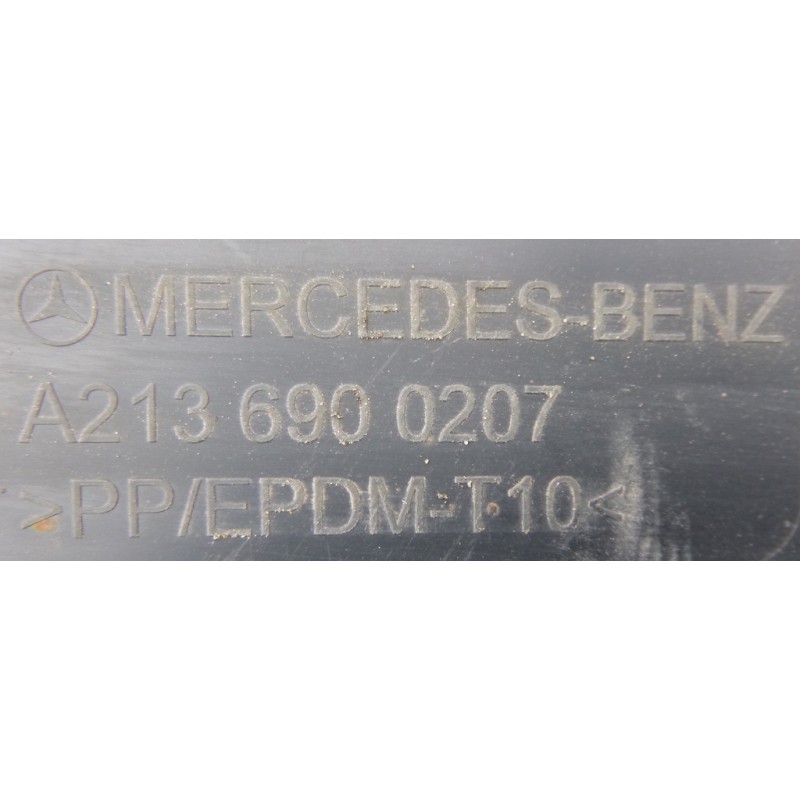 MERCEDES-BENZ
A213 690 0207
>PP/EPDM-T10<